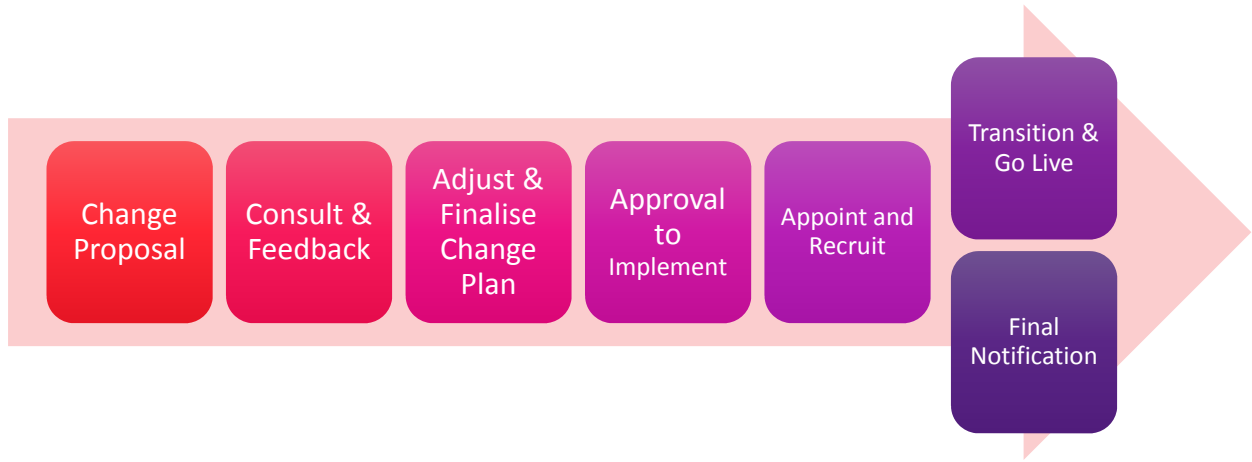 Change
Proposal
Consult &
Feedback
Adjust &
Finalise
Change
Plan
Approval
to
Implement
Appoint and
Recruit
Transition &
Go Live
Final
Notification